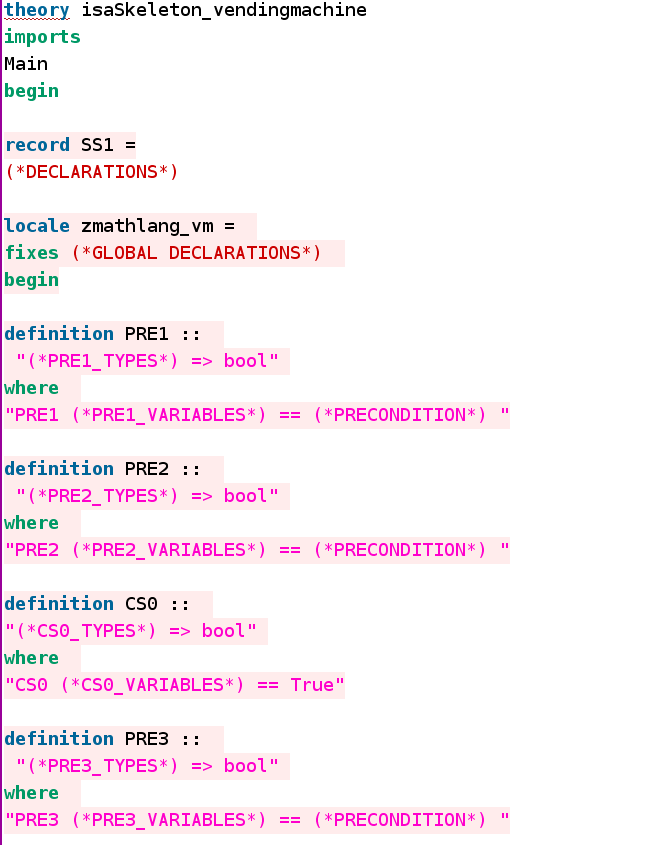 theory isaSkeleton_vendingmachine
imports
Main
begin
record SS1 =
(*DECLARATIONS*)
locale zmathlang_vm =
fixes (*GLOBAL DECLARATIONS*)
begin
definition PRE1 ::
"(*PRE1_TYPES*) => bool"
where
"PRE1 (*PRE1_VARIABLES*) == (*PRECONDITION*) "
definition PRE2 ::
"(*PRE2_TYPES*) => bool"
where
"PRE2 (*PRE2_VARIABLES*) == (*PRECONDITION*) "
definition CS0 ::
"(*CS0_TYPES*) => bool"
where
"CS0 (*CS0_VARIABLES*) == True"
definition PRE3 ::
"(*PRE3_TYPES*) => bool"
where
"PRE3 (*PRE3_VARIABLES*) == (*PRECONDITION*) "